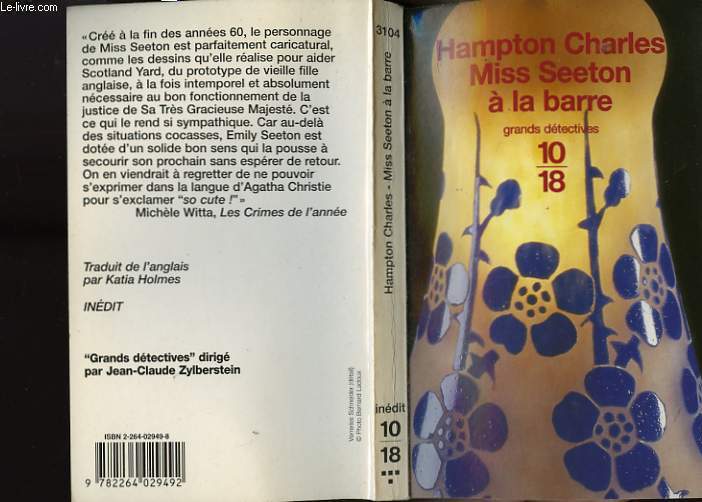 © Le-livre.com
« Créé à la fin des années 60, le personnage
de Miss Seeton est parfaitement caricatural,
comme les dessins qu'elle réalise pour aider
Scotland Yard, du prototype de vieille fille
anglaise, à la fois intemporel et absolument
nécessaire au bon fonctionnement de la
justice de Sa Très Gracieuse Majesté. C'est
ce qui le rend si sympathique. Car au-delà
des situations cocasses, Emily Seeton est
dotée d'un solide bon sens qui la pousse à
secourir son prochain sans espérer de retour.
On en viendrait à regretter de ne pouvoir
s'exprimer dans la langue d'Agatha Christie
pour s'exclamer "so cute !" »
Michèle Witta, Les Crimes de l'année
Traduit de l'anglais
par Katia Holmes
INÉDIT
"Grands détectives" dirigé
par Jean-Claude Zylberstein
ISBN 2-264-02949-8
9 782264 029492
Verreries Schneider (détail)
© Photo Bernard Ladoux
3104
Hampton Charles - Miss Seeton à la barre
inédit
10
18
Hampton Charles
Miss Seeton
à la barre
grands détectives
10
18